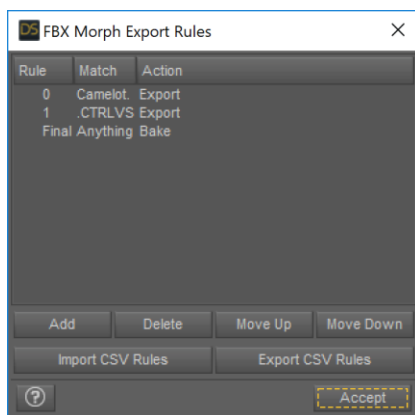 DS FBX Morph Export Rules
Rule Match Action
0 Camelot. Export
1 .CTRLVS Export
Final Anything Bake
Add Delete Move Up Move Down
Import CSV Rules Export CSV Rules
? Accept